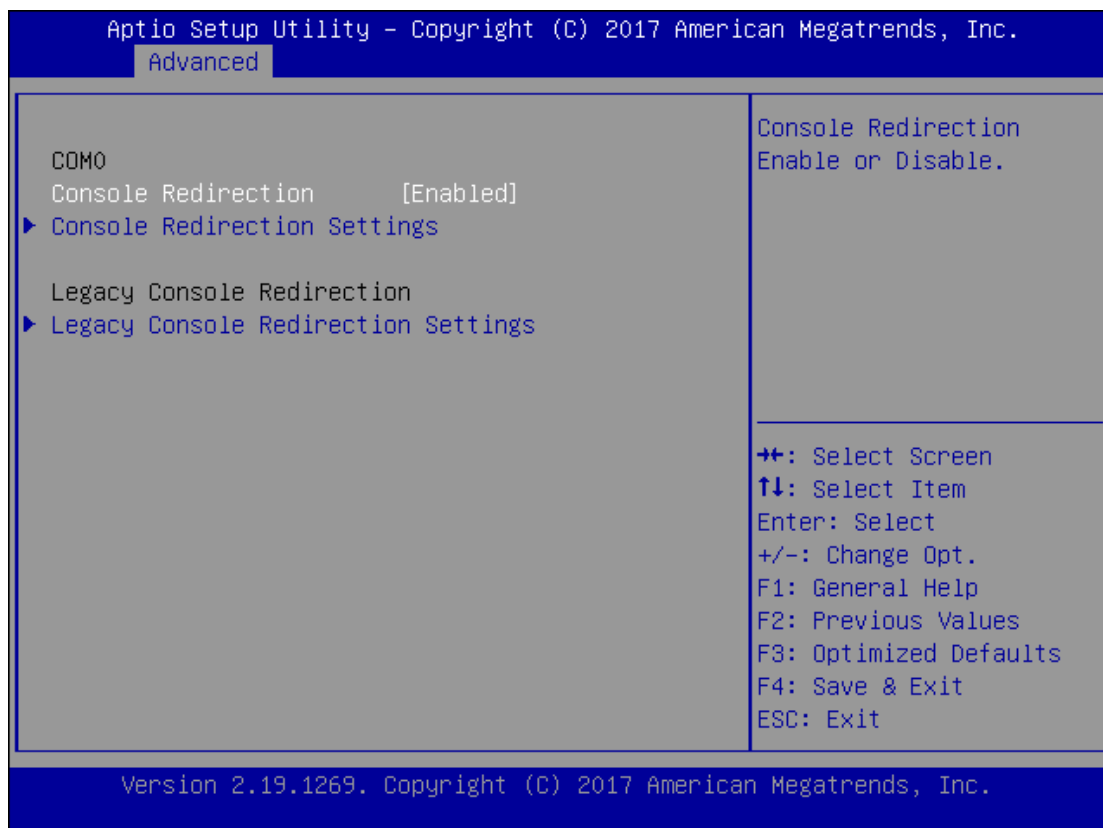 Aptio Setup Utility – Copyright (C) 2017 American Megatrends, Inc.
Advanced
COM0
Console Redirection [Enabled]
Console Redirection Settings
Legacy Console Redirection
Legacy Console Redirection Settings
Console Redirection
Enable or Disable.
→←: Select Screen
↑↓: Select Item
Enter: Select
+/-: Change Opt.
F1: General Help
F2: Previous Values
F3: Optimized Defaults
F4: Save & Exit
ESC: Exit
Version 2.19.1269. Copyright (C) 2017 American Megatrends, Inc.